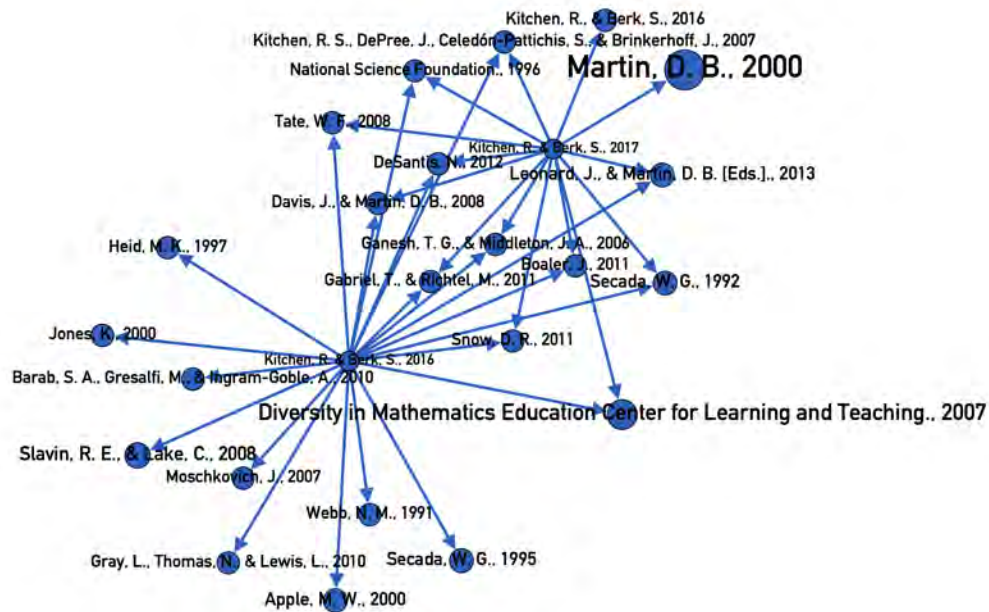 Kitchen, R., & Berk, S., 2016
Kitchen, R. S., DePree, J., Celedón-Pattichis, S., & Brinkerhoff, J., 2007
Martin, D. B., 2000
National Science Foundation., 1996
Tate, W. F., 2008
Kitchen, R. & Berk, S., 2017
DeSantis, N., 2012
Leonard, J., & Martin, D. B. [Eds.]., 2013
Davis, J., & Martin, D. B., 2008
Heid, M. K., 1997
Ganesh, T. G., & Middleton, J. A., 2006
Boaler, J., 2011
Gabriel, T., & Richtel, M., 2011
Secada, W. G., 1992
Jones, K., 2000
Snow, D. R., 2011
Kitchen, R. & Berk, S., 2016
Barab, S. A., Gresalfi, M., & Ingram-Goble, A., 2010
Diversity in Mathematics Education Center for Learning and Teaching., 2007
Slavin, R. E., & Lake, C., 2008
Moschkovich, J., 2007
Webb, N. M., 1991
Gray, L., Thomas, N., & Lewis, L., 2010
Secada, W. G., 1995
Apple, M. W., 2000